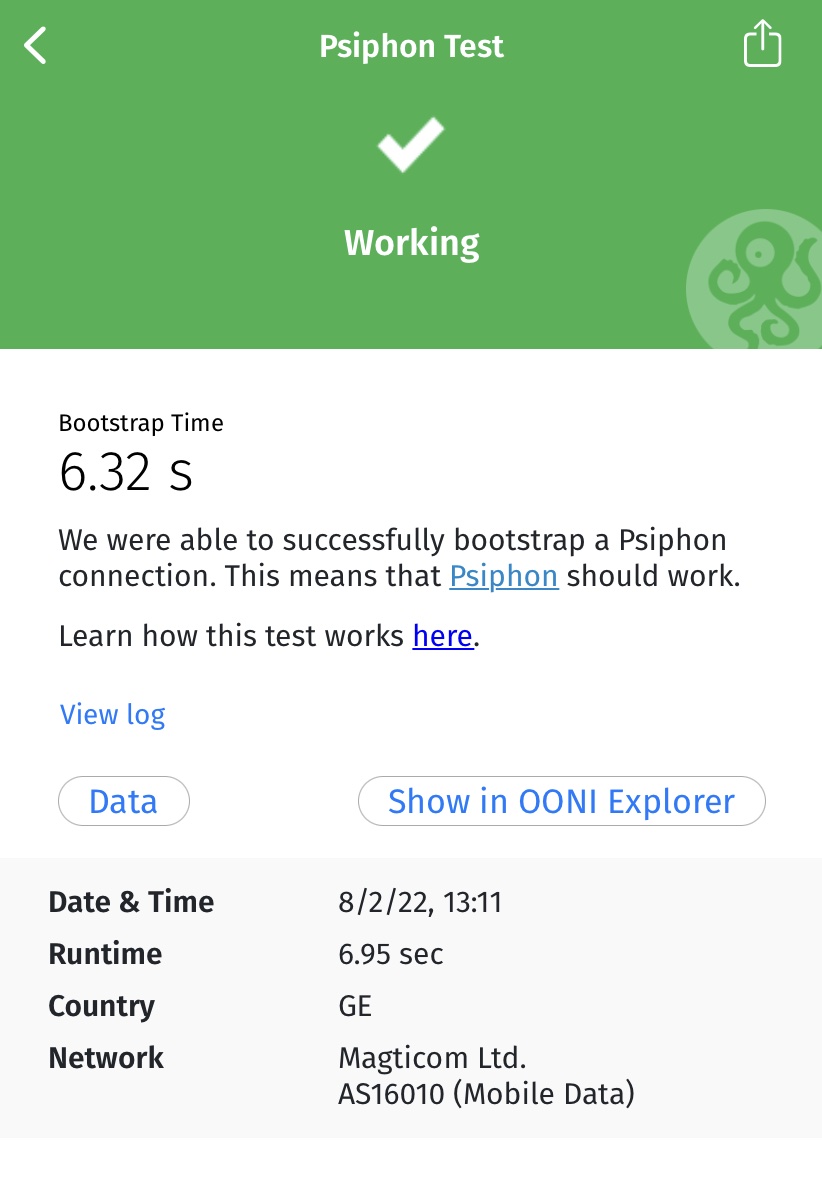 Psiphon Test
Working
Bootstrap Time
6.32 s
We were able to successfully bootstrap a Psiphon
connection. This means that Psiphon should work.
Learn how this test works here.
View log
Data
Show in OONI Explorer
Date & Time 8/2/22, 13:11
Runtime 6.95 sec
Country GE
Network Magticom Ltd.
AS16010 (Mobile Data)